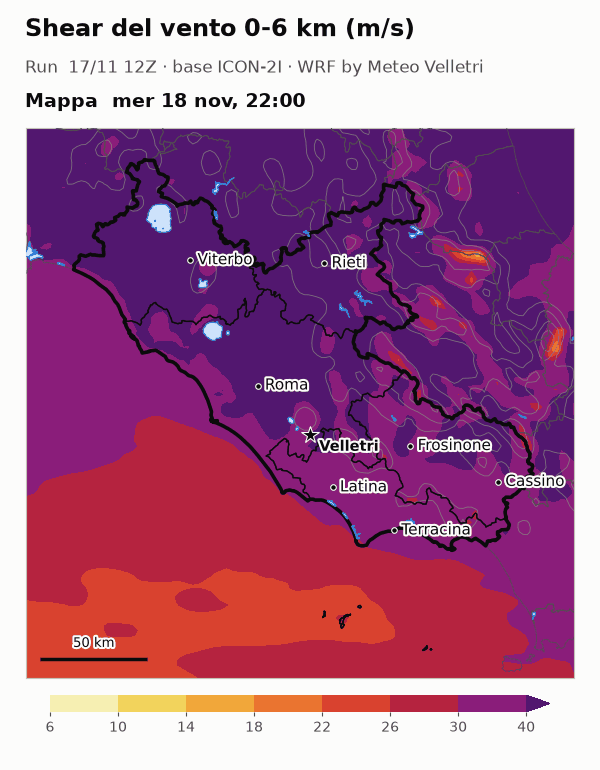 Shear del vento 0-6 km (m/s)
Run  17/11 12Z · base ICON-2I · WRF by Meteo Velletri
Mappa  mer 18 nov, 22:00
Viterbo
Rieti
Roma
Velletri
Frosinone
Cassino
Latina
Terracina
50 km
6 10 14 18 22 26 30 40